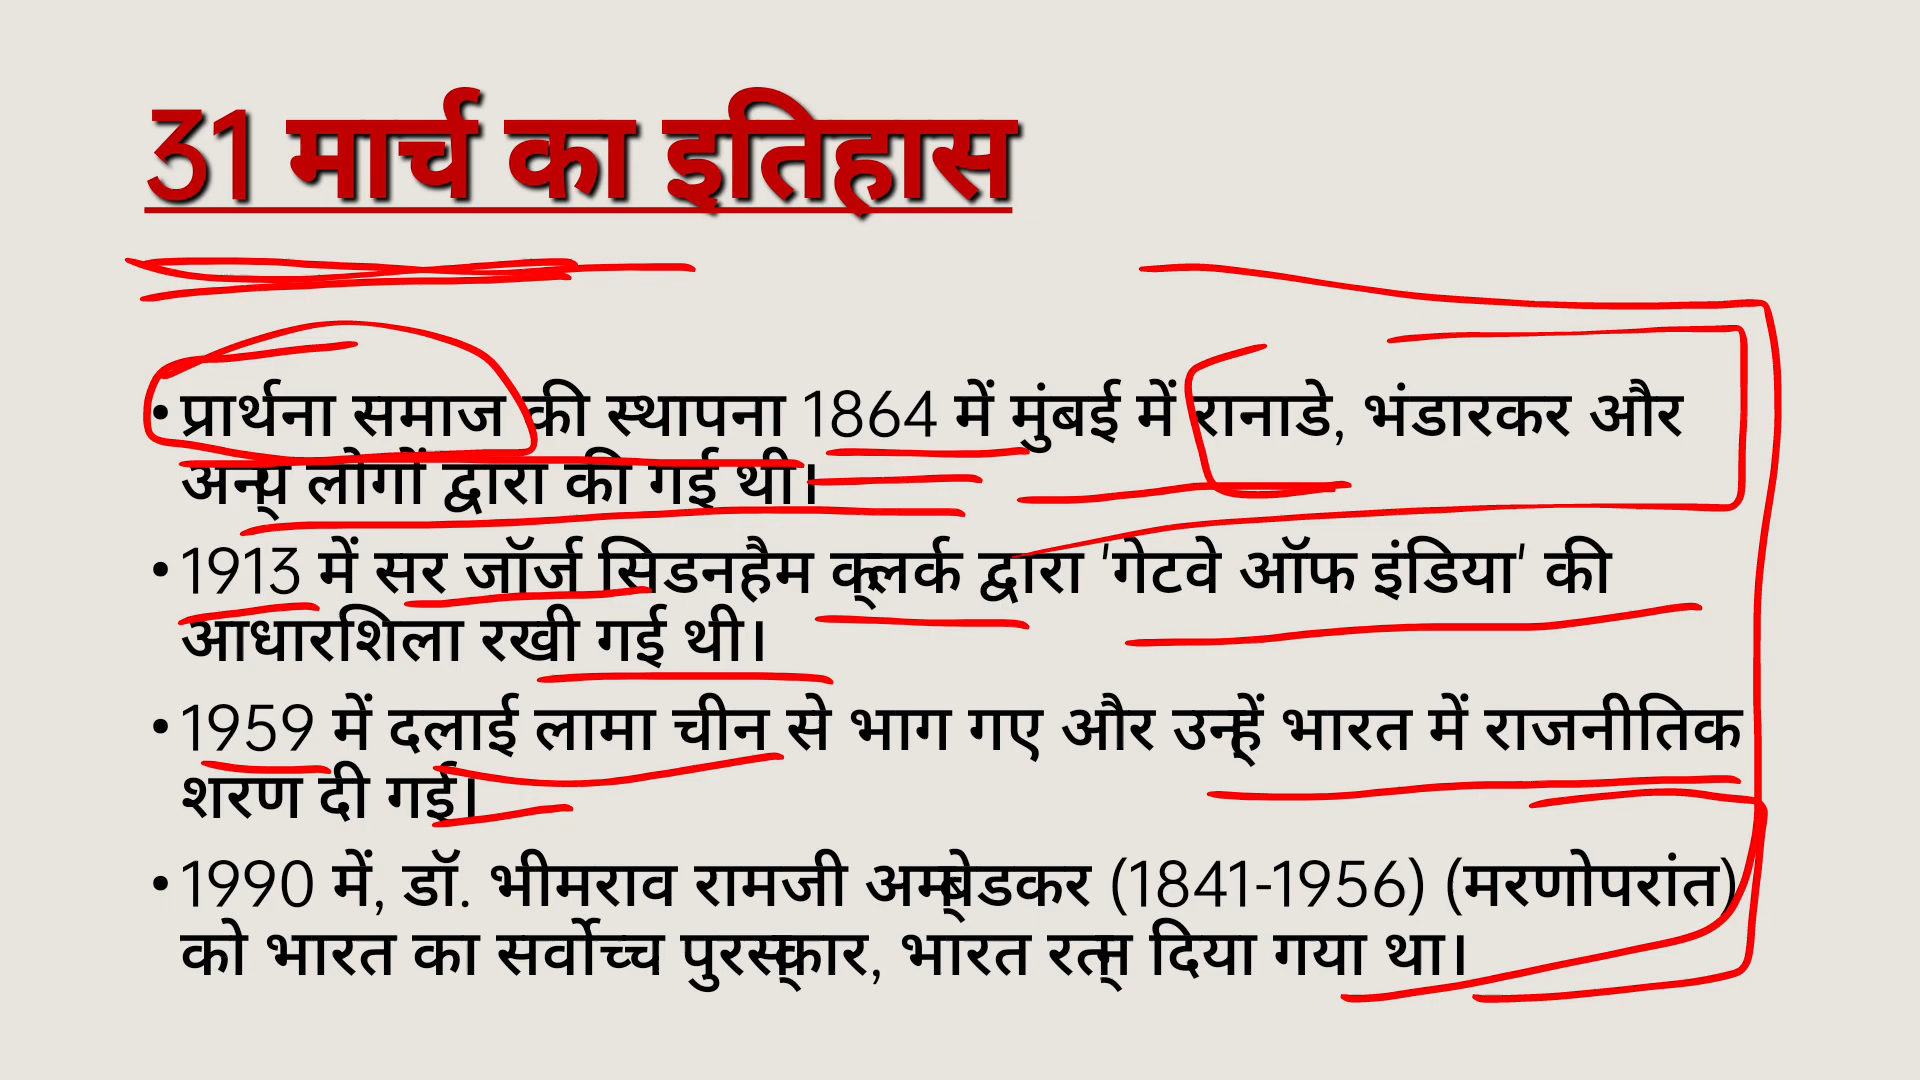 31 मार्च का इतिहास
• प्रार्थना समाज की स्थापना 1864 में मुंबई में रानाडे, भंडारकर और
अन्य लोगों द्वारा की गई थी।
• 1913 में सर जॉर्ज सिडनहैम क्लर्क द्वारा 'गेटवे ऑफ इंडिया' की
आधारशिला रखी गई थी।
• 1959 में दलाई लामा चीन से भाग गए और उन्हें भारत में राजनीतिक
शरण दी गई।
• 1990 में, डॉ. भीमराव रामजी अम्बेडकर (1841-1956) (मरणोपरांत)
को भारत का सर्वोच्च पुरस्कार, भारत रत्न दिया गया था।